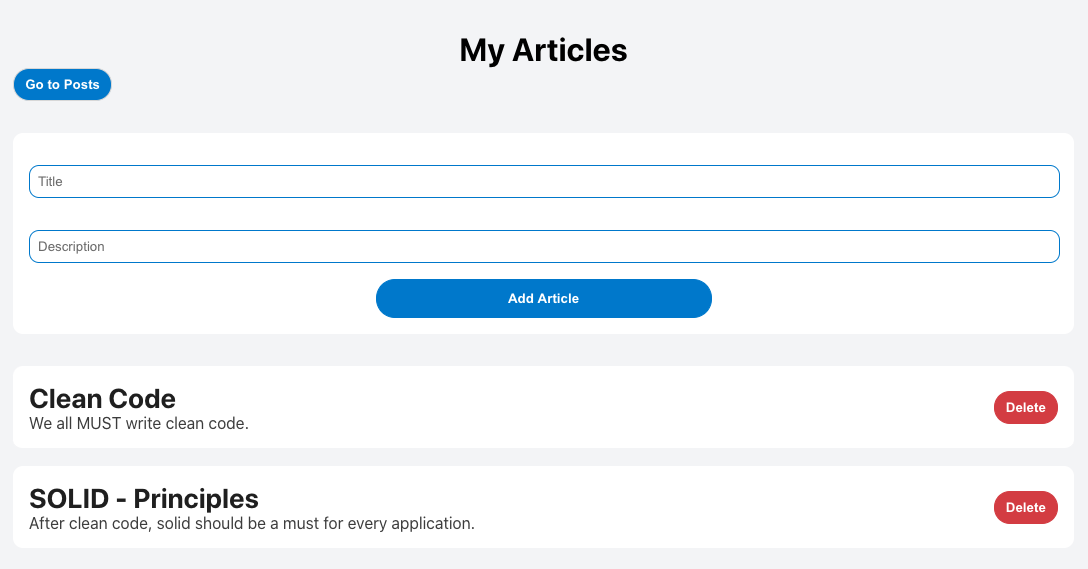 My Articles
Go to Posts
Title
Description
Add Article
Clean Code
We all MUST write clean code.
Delete
SOLID - Principles
After clean code, solid should be a must for every application.
Delete